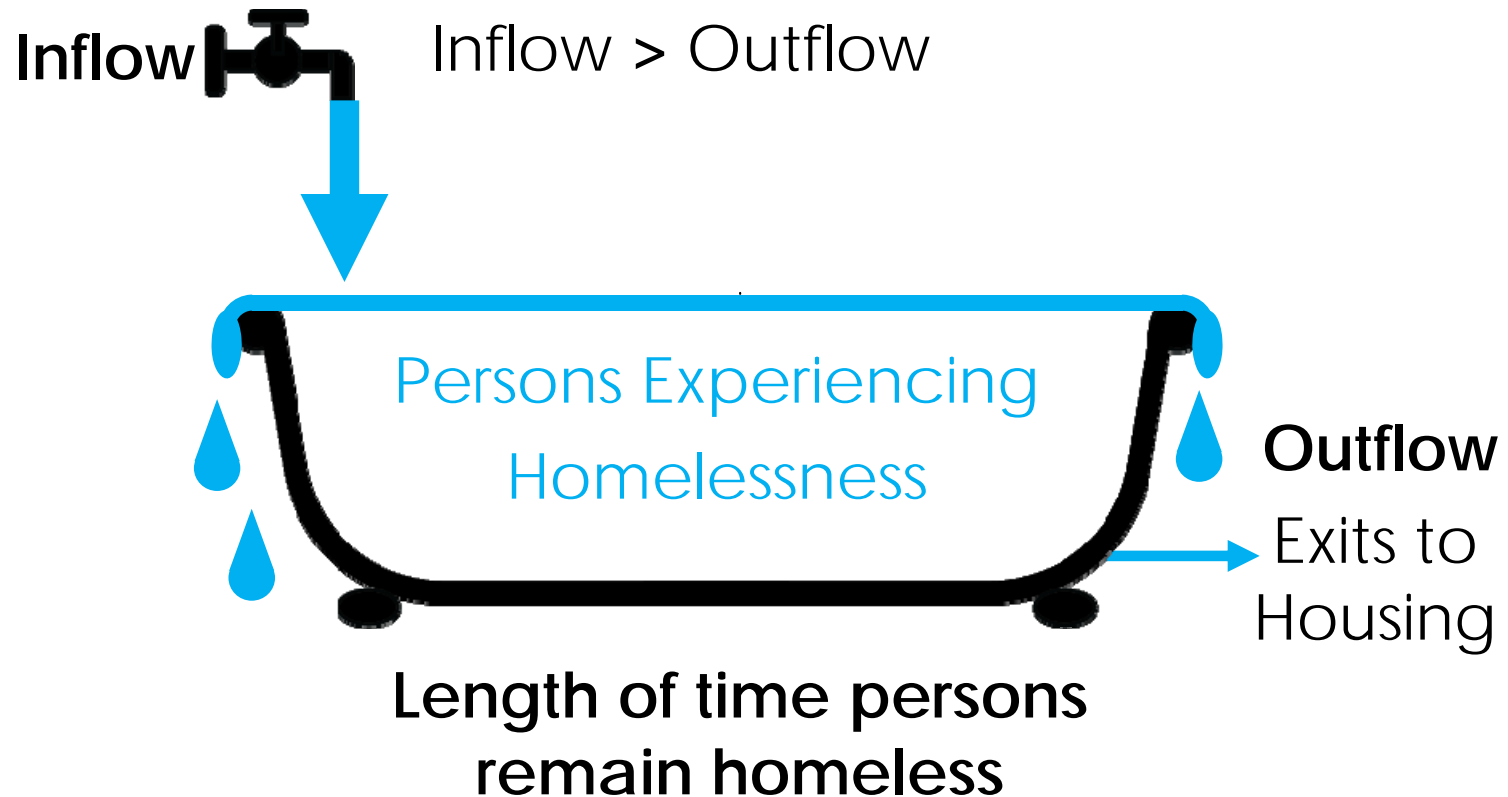 Inflow
Inflow > Outflow
Persons Experiencing
Homelessness
Outflow
Exits to
Housing
Length of time persons
remain homeless